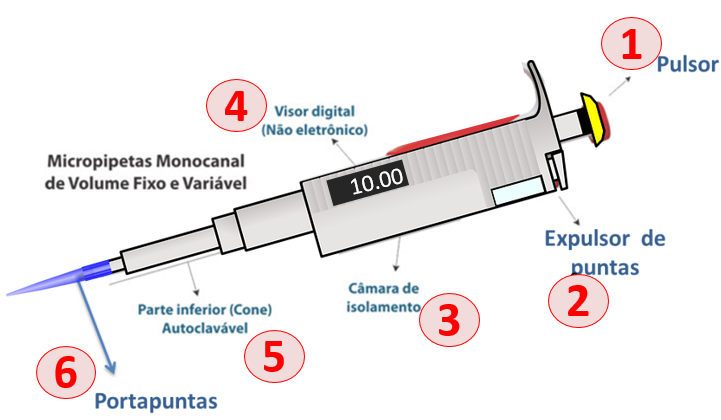 1
Pulsor
4
Visor digital
(Não eletrônico)
Micropipetas Monocanal
de Volume Fixo e Variável
10.00
Expulsor de
puntas
2
Câmara de
isolamento
3
Parte inferior (Cone)
Autoclavável
5
6
Portapuntas